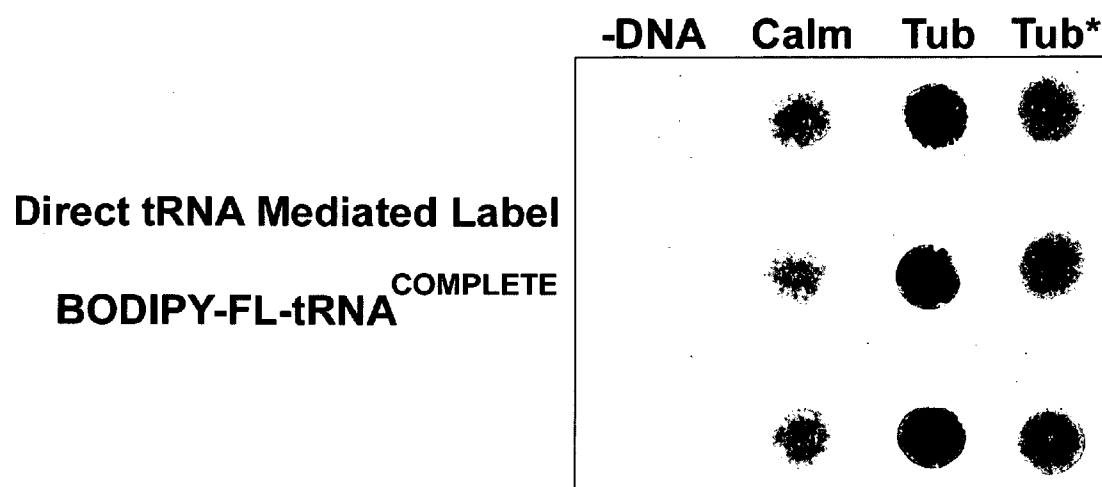 -DNA Calm Tub Tub*
Direct tRNA Mediated Label
BODIPY-FL-tRNA^COMPLETE